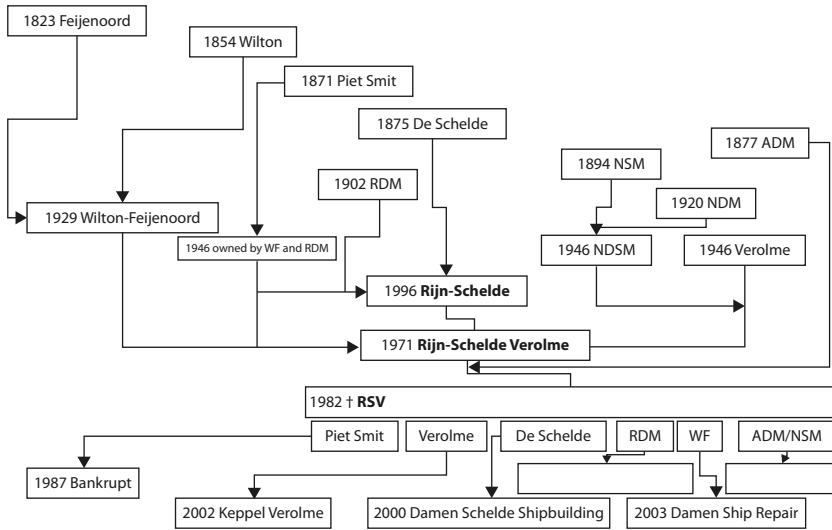 1823 Feijenoord
1854 Wilton
1871 Piet Smit
1875 De Schelde
1877 ADM
1894 NSM
1902 RDM
1920 NDM
1929 Wilton-Feijenoord
1946 owned by WF and RDM
1946 NDSM
1946 Verolme
1996 Rijn-Schelde
1971 Rijn-Schelde Verolme
1982 † RSV
Piet Smit
Verolme
De Schelde
RDM
WF
ADM/NSM
1987 Bankrupt
2002 Keppel Verolme
2000 Damen Schelde Shipbuilding
2003 Damen Ship Repair